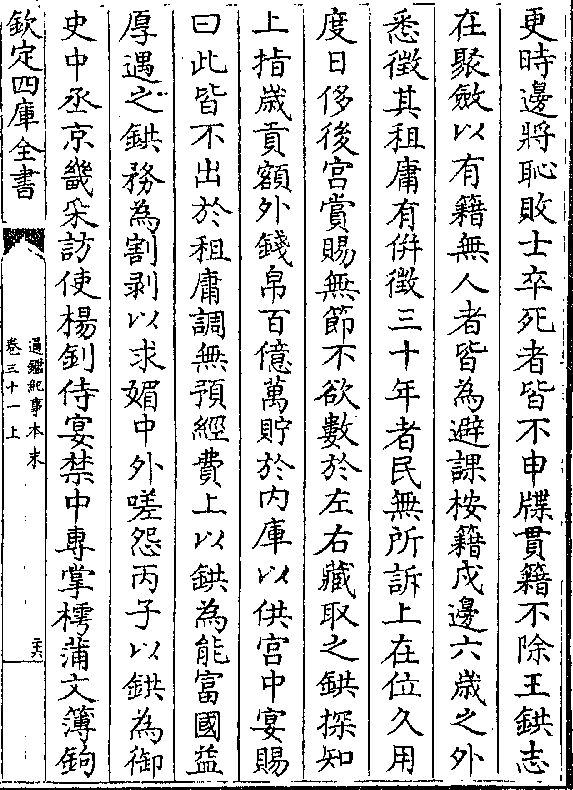 更時邊將恥敗士卒死者皆不申牒貫籍不除王鉷志
在聚斂以有籍無人者皆為避課桉籍戍邊六歲之外
悉徵其租庸有併徵三十年者民無所訴上在位久用
度日侈後宮賞賜無節不欲數於左右藏取之鉷探知
上指歲貢額外錢帛百億萬貯於內庫以供宮中宴賜
曰此皆不出於租庸調無預經費上以鉷為能富國益
厚遇之鉷務為割剥以求媚中外嗟怨丙子以鉷為御
史中丞京畿采訪使楊釗侍宴禁中專掌樗蒲文簿鉤
欽定四庫全書
通鑑紀事本末
卷三十一上